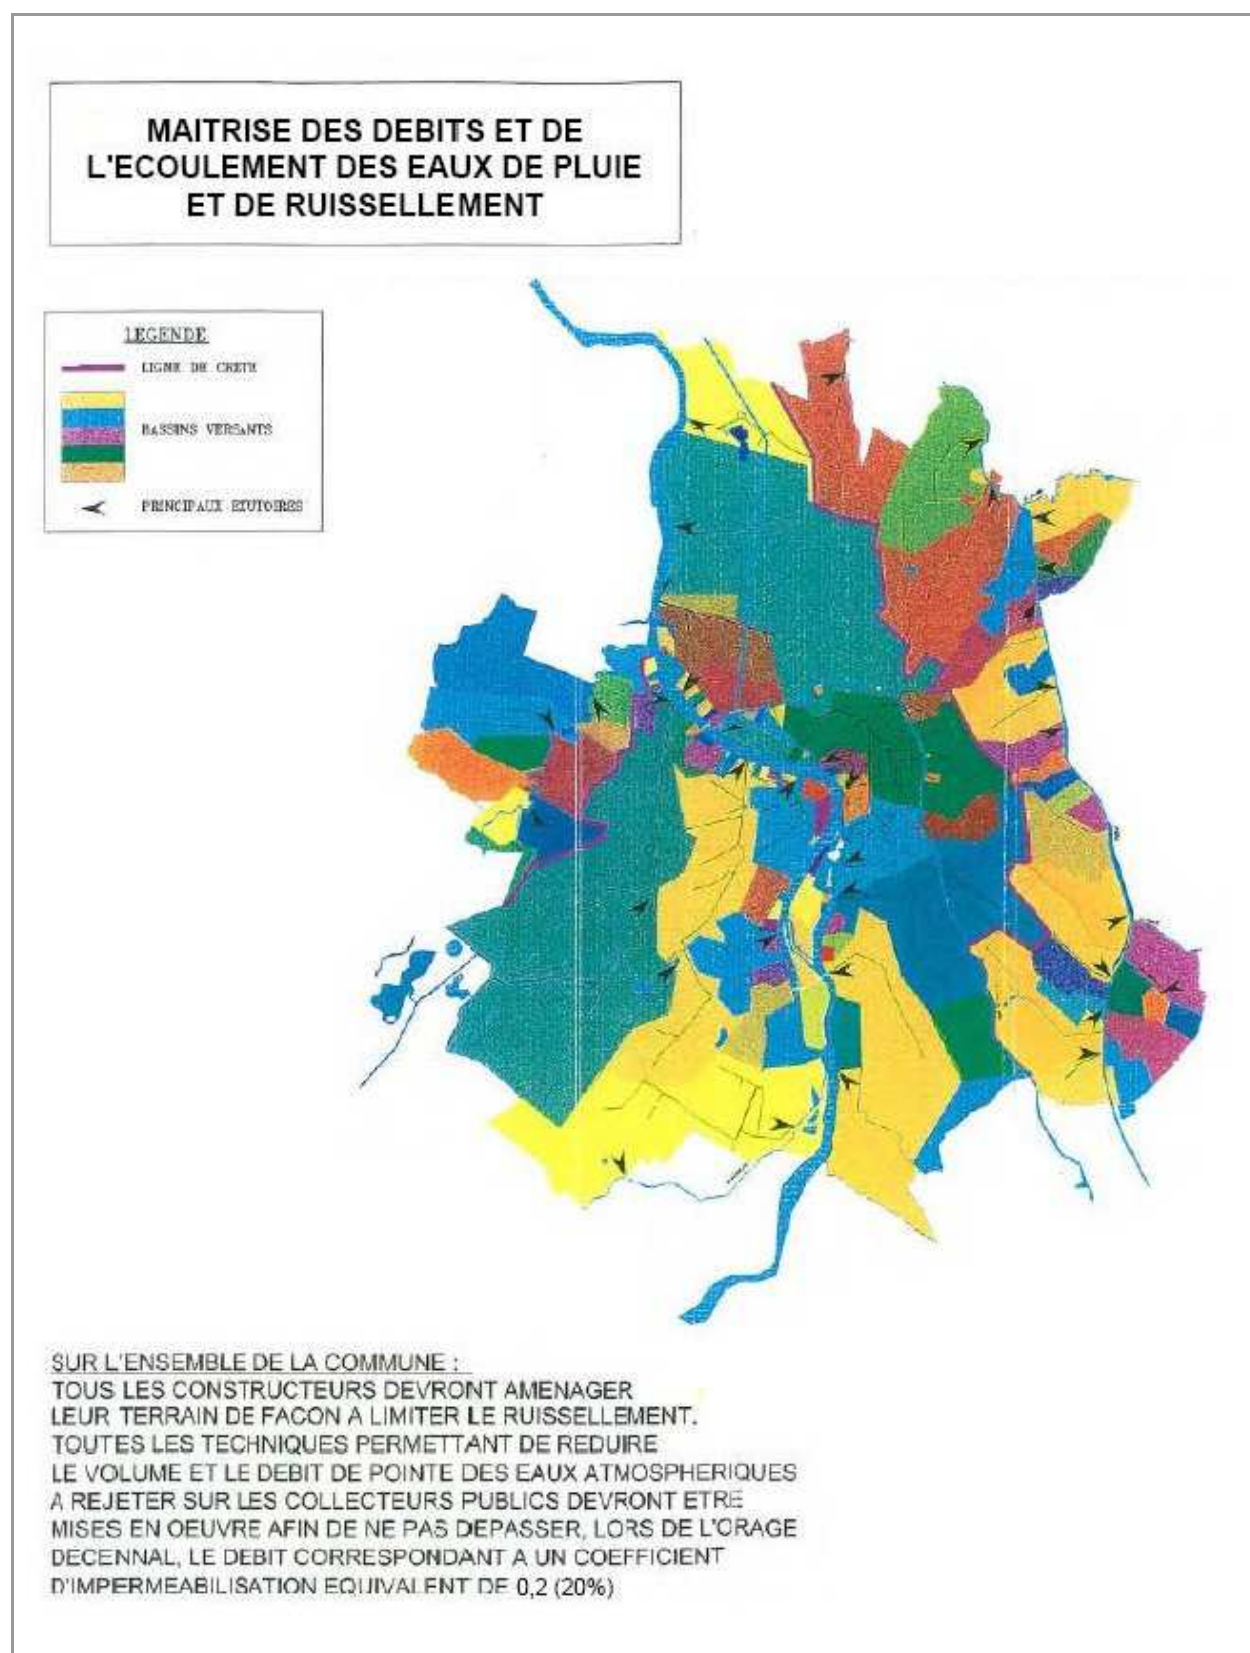 MAITRISE DES DEBITS ET DE
L'ECOULEMENT DES EAUX DE PLUIE
ET DE RUISSELLEMENT
LEGENDE
LIGNE DE CRETE
BASSINS VERSANTS
PRINCIPAUX EXUTOIRES
SUR L'ENSEMBLE DE LA COMMUNE :
TOUS LES CONSTRUCTEURS DEVRONT AMENAGER
LEUR TERRAIN DE FACON A LIMITER LE RUISSELLEMENT.
TOUTES LES TECHNIQUES PERMETTANT DE REDUIRE
LE VOLUME ET LE DEBIT DE POINTE DES EAUX ATMOSPHERIQUES
A REJETER SUR LES COLLECTEURS PUBLICS DEVRONT ETRE
MISES EN OEUVRE AFIN DE NE PAS DEPASSER, LORS DE L'ORAGE
DECENNAL, LE DEBIT CORRESPONDANT A UN COEFFICIENT
D'IMPERMEABILISATION EQUIVALENT DE 0,2 (20%)